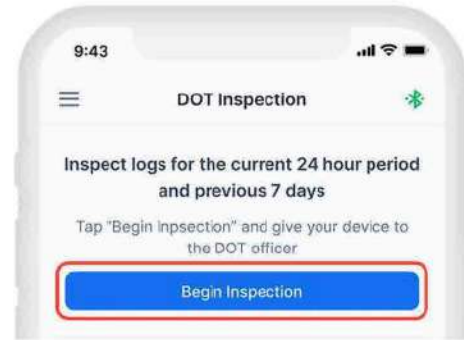 9:43
DOT Inspection
Inspect logs for the current 24 hour period
and previous 7 days
Tap "Begin Inpsection" and give your device to
the DOT officer
Begin Inspection